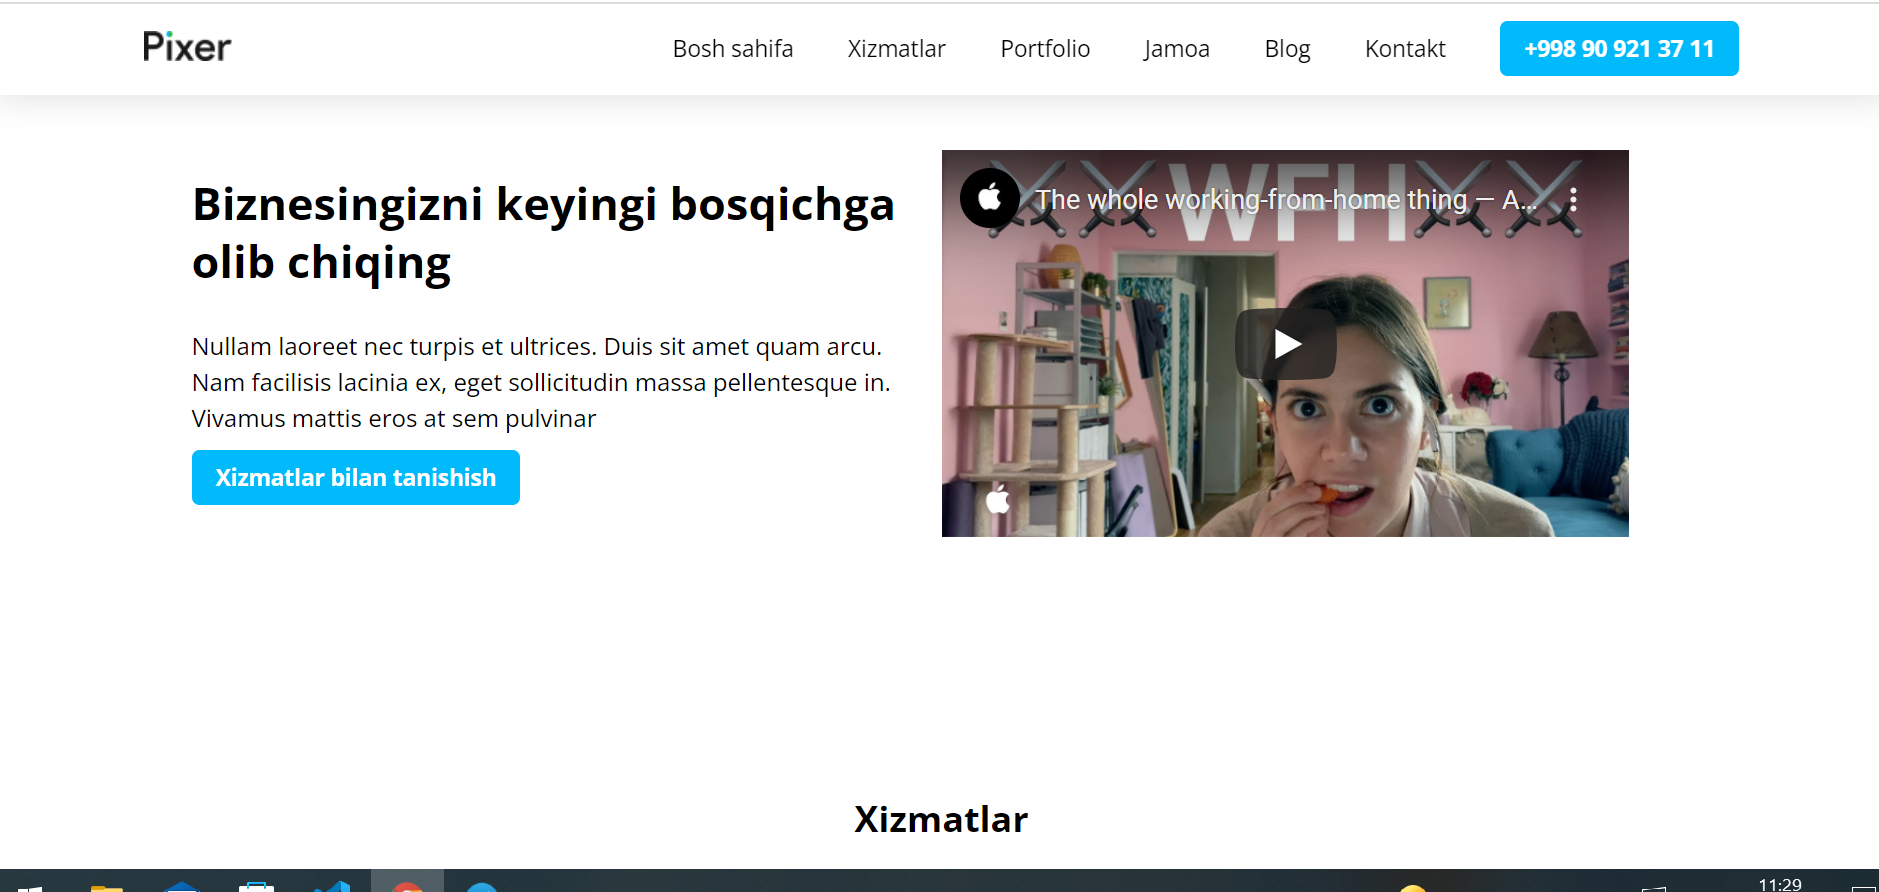 Pixer
Bosh sahifa
Xizmatlar
Portfolio
Jamoa
Blog
Kontakt
+998 90 921 37 11
Biznesingizni keyingi bosqichga
olib chiqing
Nullam laoreet nec turpis et ultrices. Duis sit amet quam arcu.
Nam facilisis lacinia ex, eget sollicitudin massa pellentesque in.
Vivamus mattis eros at sem pulvinar
Xizmatlar bilan tanishish
WFH
The whole working-from-home thing — A...
Xizmatlar
11:29